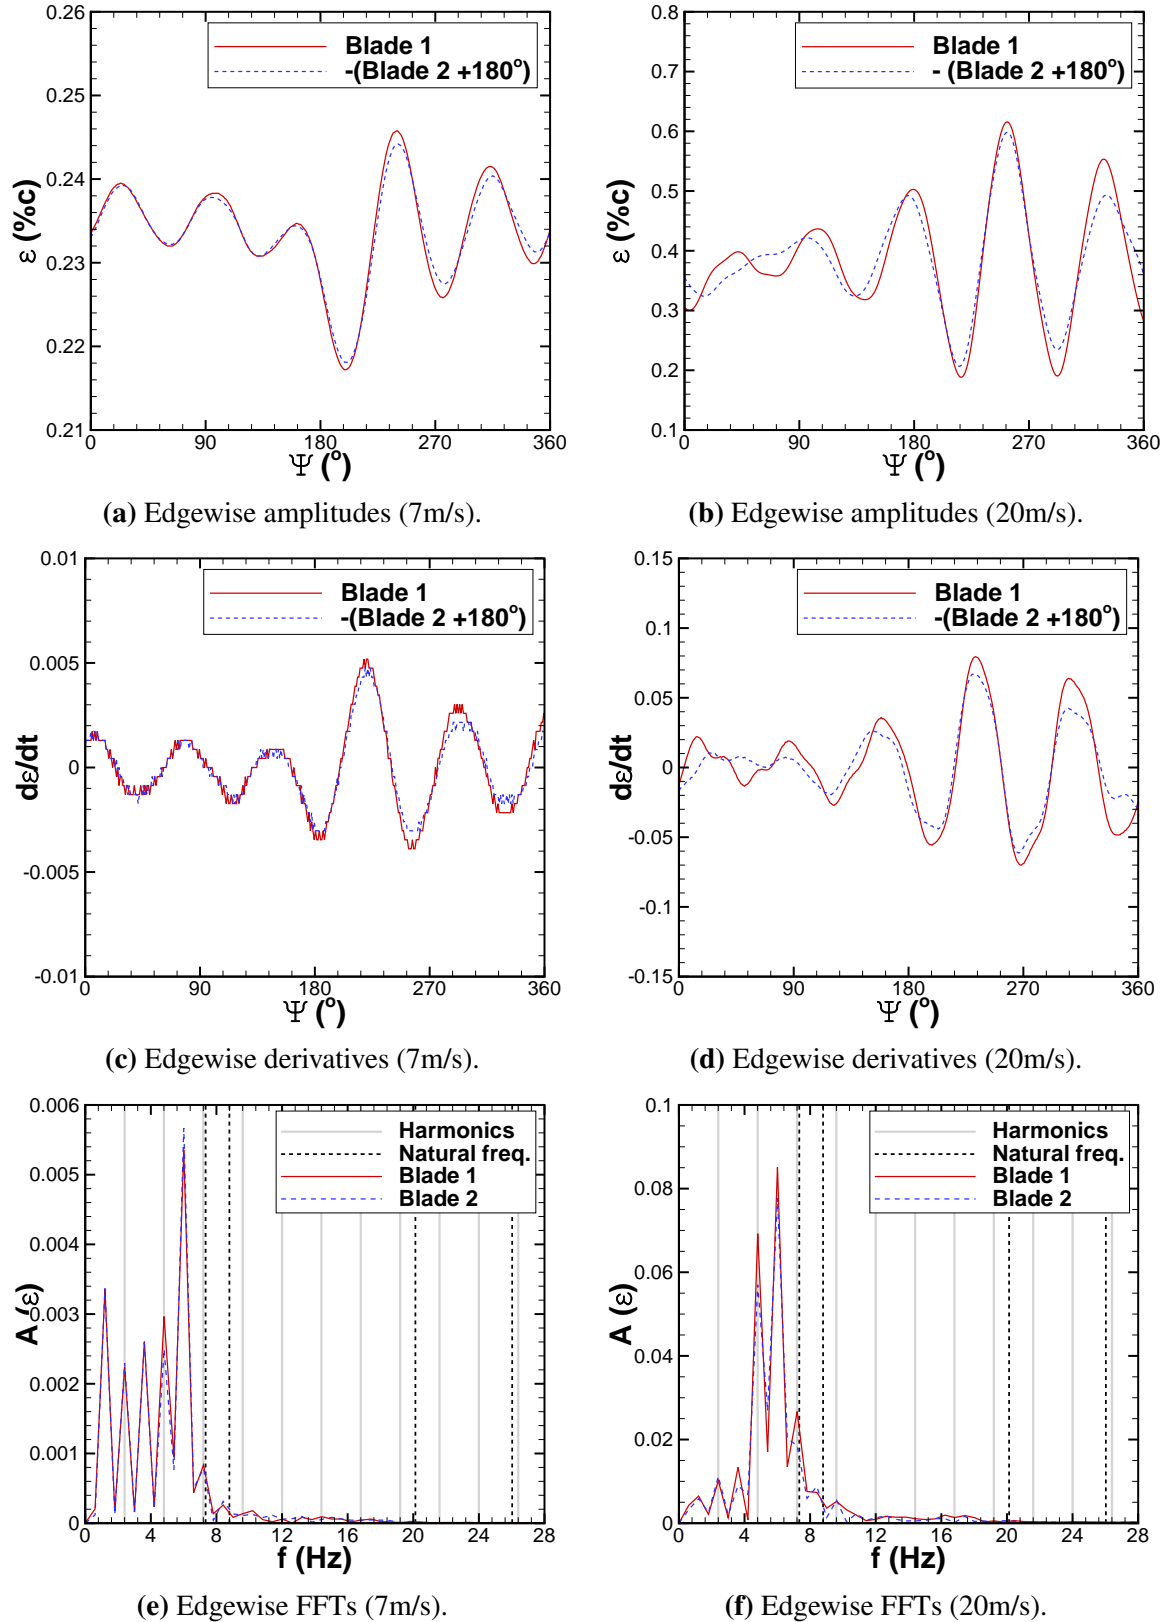 0.26
0.25
0.24
0.23
0.22
0.21
ε (%c)
Blade 1
-(Blade 2 +180°)
0 90 180 270 360
Ψ (°)
(a) Edgewise amplitudes (7m/s).
0.8
0.7
0.6
0.5
0.4
0.3
0.2
0.1
ε (%c)
Blade 1
- (Blade 2 +180°)
0 90 180 270 360
Ψ (°)
(b) Edgewise amplitudes (20m/s).
0.01
0.005
0
-0.005
-0.01
dε/dt
Blade 1
-(Blade 2 +180°)
0 90 180 270 360
Ψ (°)
(c) Edgewise derivatives (7m/s).
0.15
0.1
0.05
0
-0.05
-0.1
-0.15
dε/dt
Blade 1
-(Blade 2 +180°)
0 90 180 270 360
Ψ (°)
(d) Edgewise derivatives (20m/s).
0.006
0.005
0.004
0.003
0.002
0.001
0
A (ε)
Harmonics
Natural freq.
Blade 1
Blade 2
0 4 8 12 16 20 24 28
f (Hz)
(e) Edgewise FFTs (7m/s).
0.1
0.08
0.06
0.04
0.02
0
A (ε)
Harmonics
Natural freq.
Blade 1
Blade 2
0 4 8 12 16 20 24 28
f (Hz)
(f) Edgewise FFTs (20m/s).